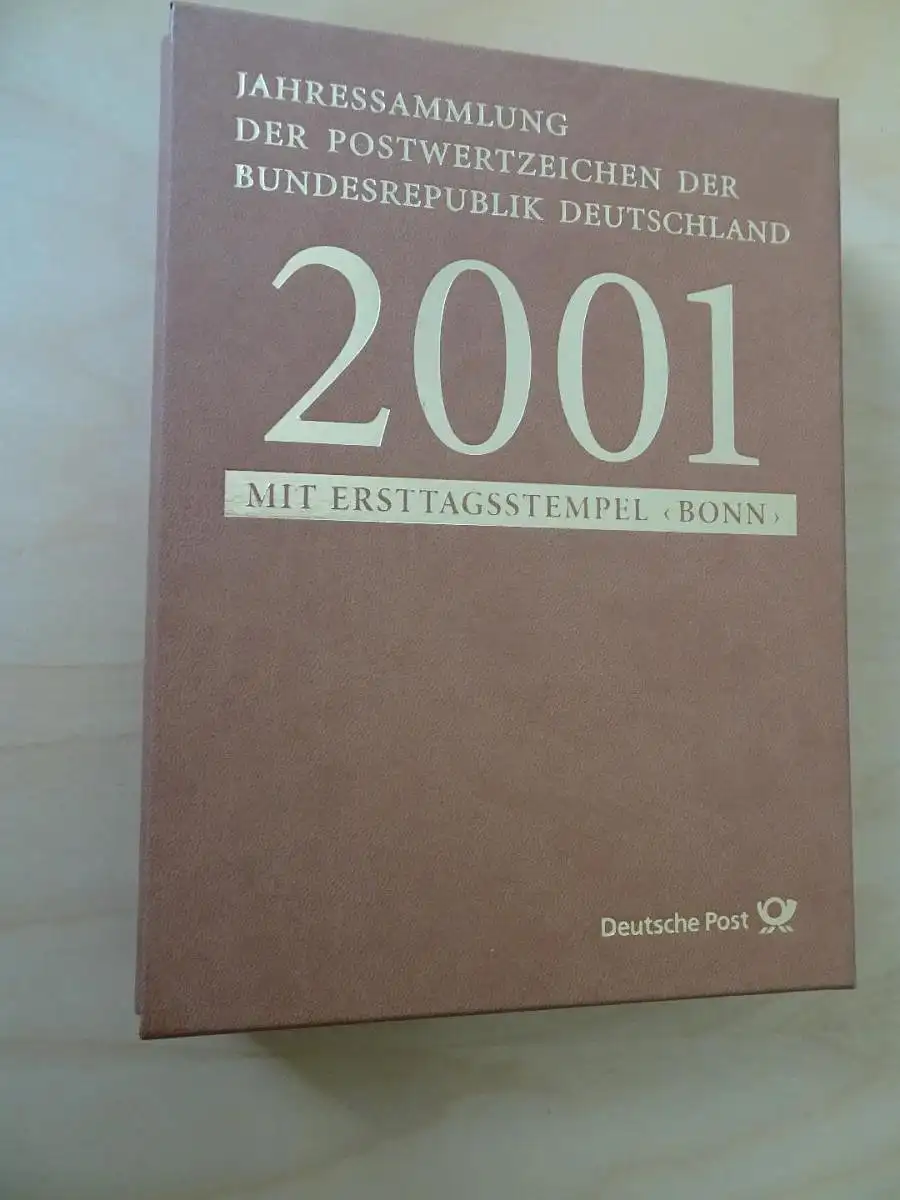 JAHRESSAMMLUNG
DER POSTWERTZEICHEN DER
BUNDESREPUBLIK DEUTSCHLAND
2001
MIT ERSTTAGSSTEMPEL ‹BONN›
Deutsche Post